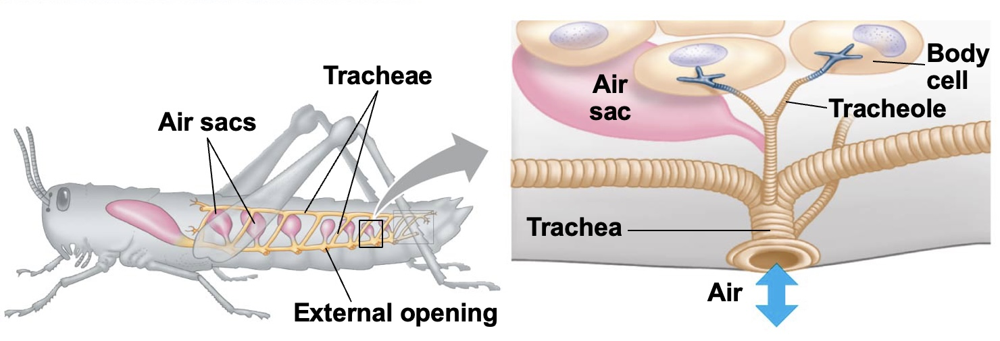 Tracheae
Air sacs
External opening
Air
sac
Body
cell
Tracheole
Trachea
Air